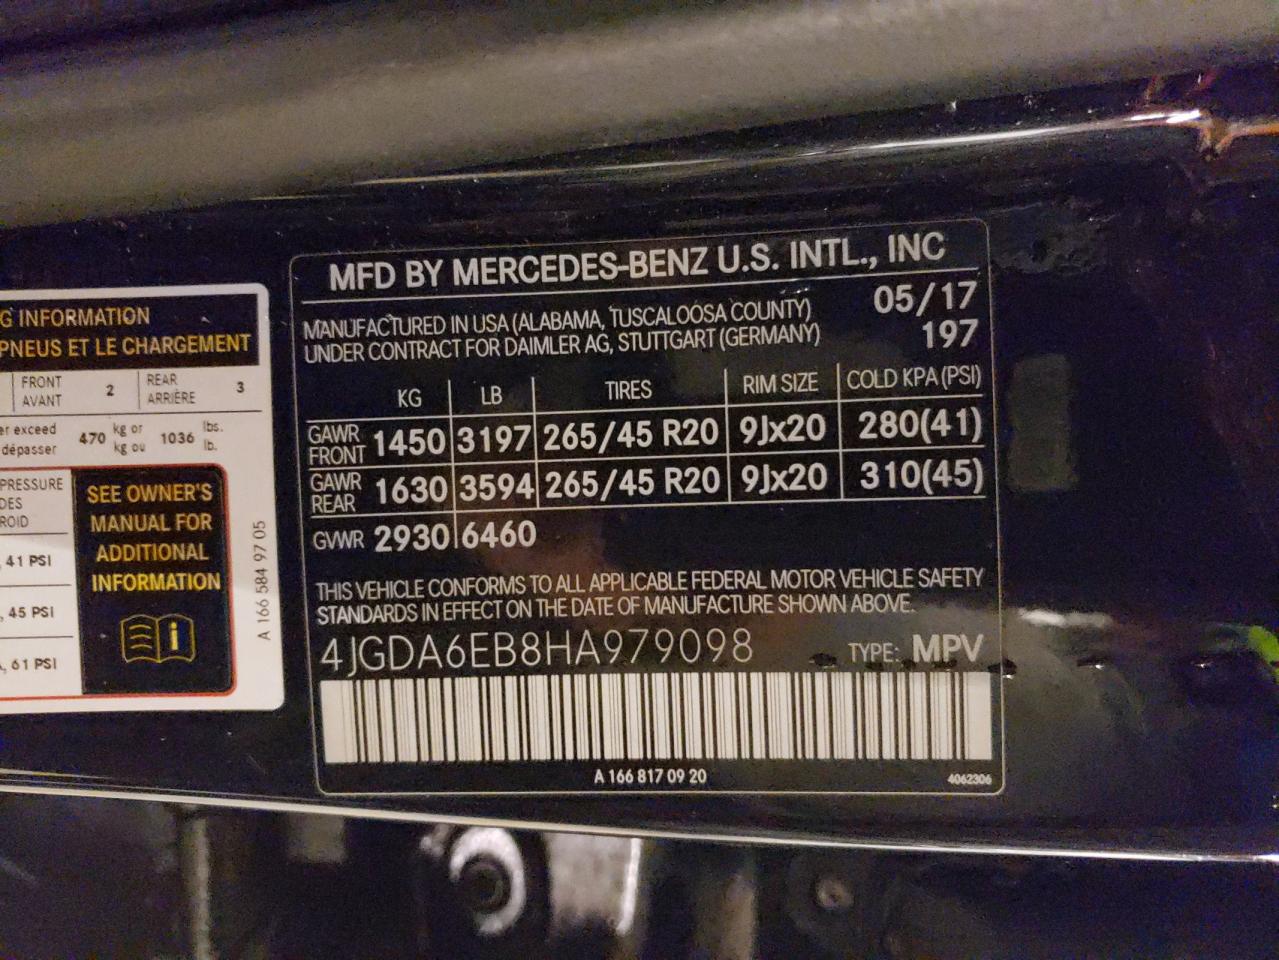 G INFORMATION
PNEUS ET LE CHARGEMENT
FRONT
AVANT
2
REAR
ARRIÈRE
3
er exceed
dépasser
470
kg or
kg ou
1036
lbs.
lb.
PRESSURE
DES
ROID
, 41 PSI
, 45 PSI
, 61 PSI
SEE OWNER'S
MANUAL FOR
ADDITIONAL
INFORMATION
A 166 584 97 05
MFD BY MERCEDES-BENZ U.S. INTL., INC
MANUFACTURED IN USA (ALABAMA, TUSCALOOSA COUNTY) 05/17
UNDER CONTRACT FOR DAIMLER AG, STUTTGART (GERMANY) 197
KG LB TIRES RIM SIZE COLD KPA (PSI)
GAWR FRONT 1450 3197 265/45 R20 9Jx20 280(41)
GAWR REAR 1630 3594 265/45 R20 9Jx20 310(45)
GVWR 2930 6460
THIS VEHICLE CONFORMS TO ALL APPLICABLE FEDERAL MOTOR VEHICLE SAFETY
STANDARDS IN EFFECT ON THE DATE OF MANUFACTURE SHOWN ABOVE.
4JGDA6EB8HA979098 TYPE: MPV
A 166 817 09 20
4062306